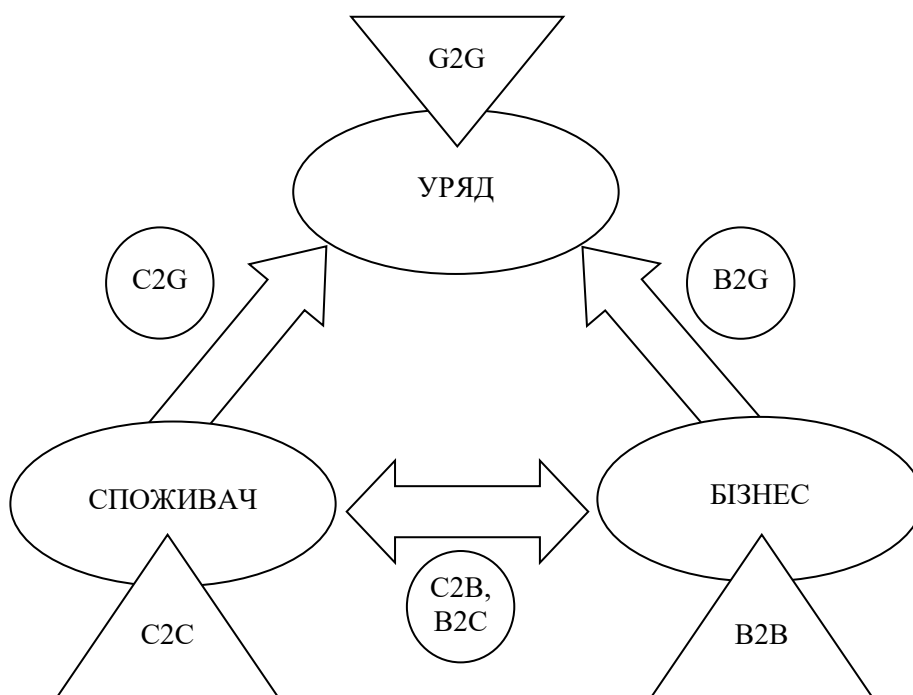 G2G
УРЯД
C2G
B2G
СПОЖИВАЧ
БІЗНЕС
C2B,
B2C
C2C
B2B